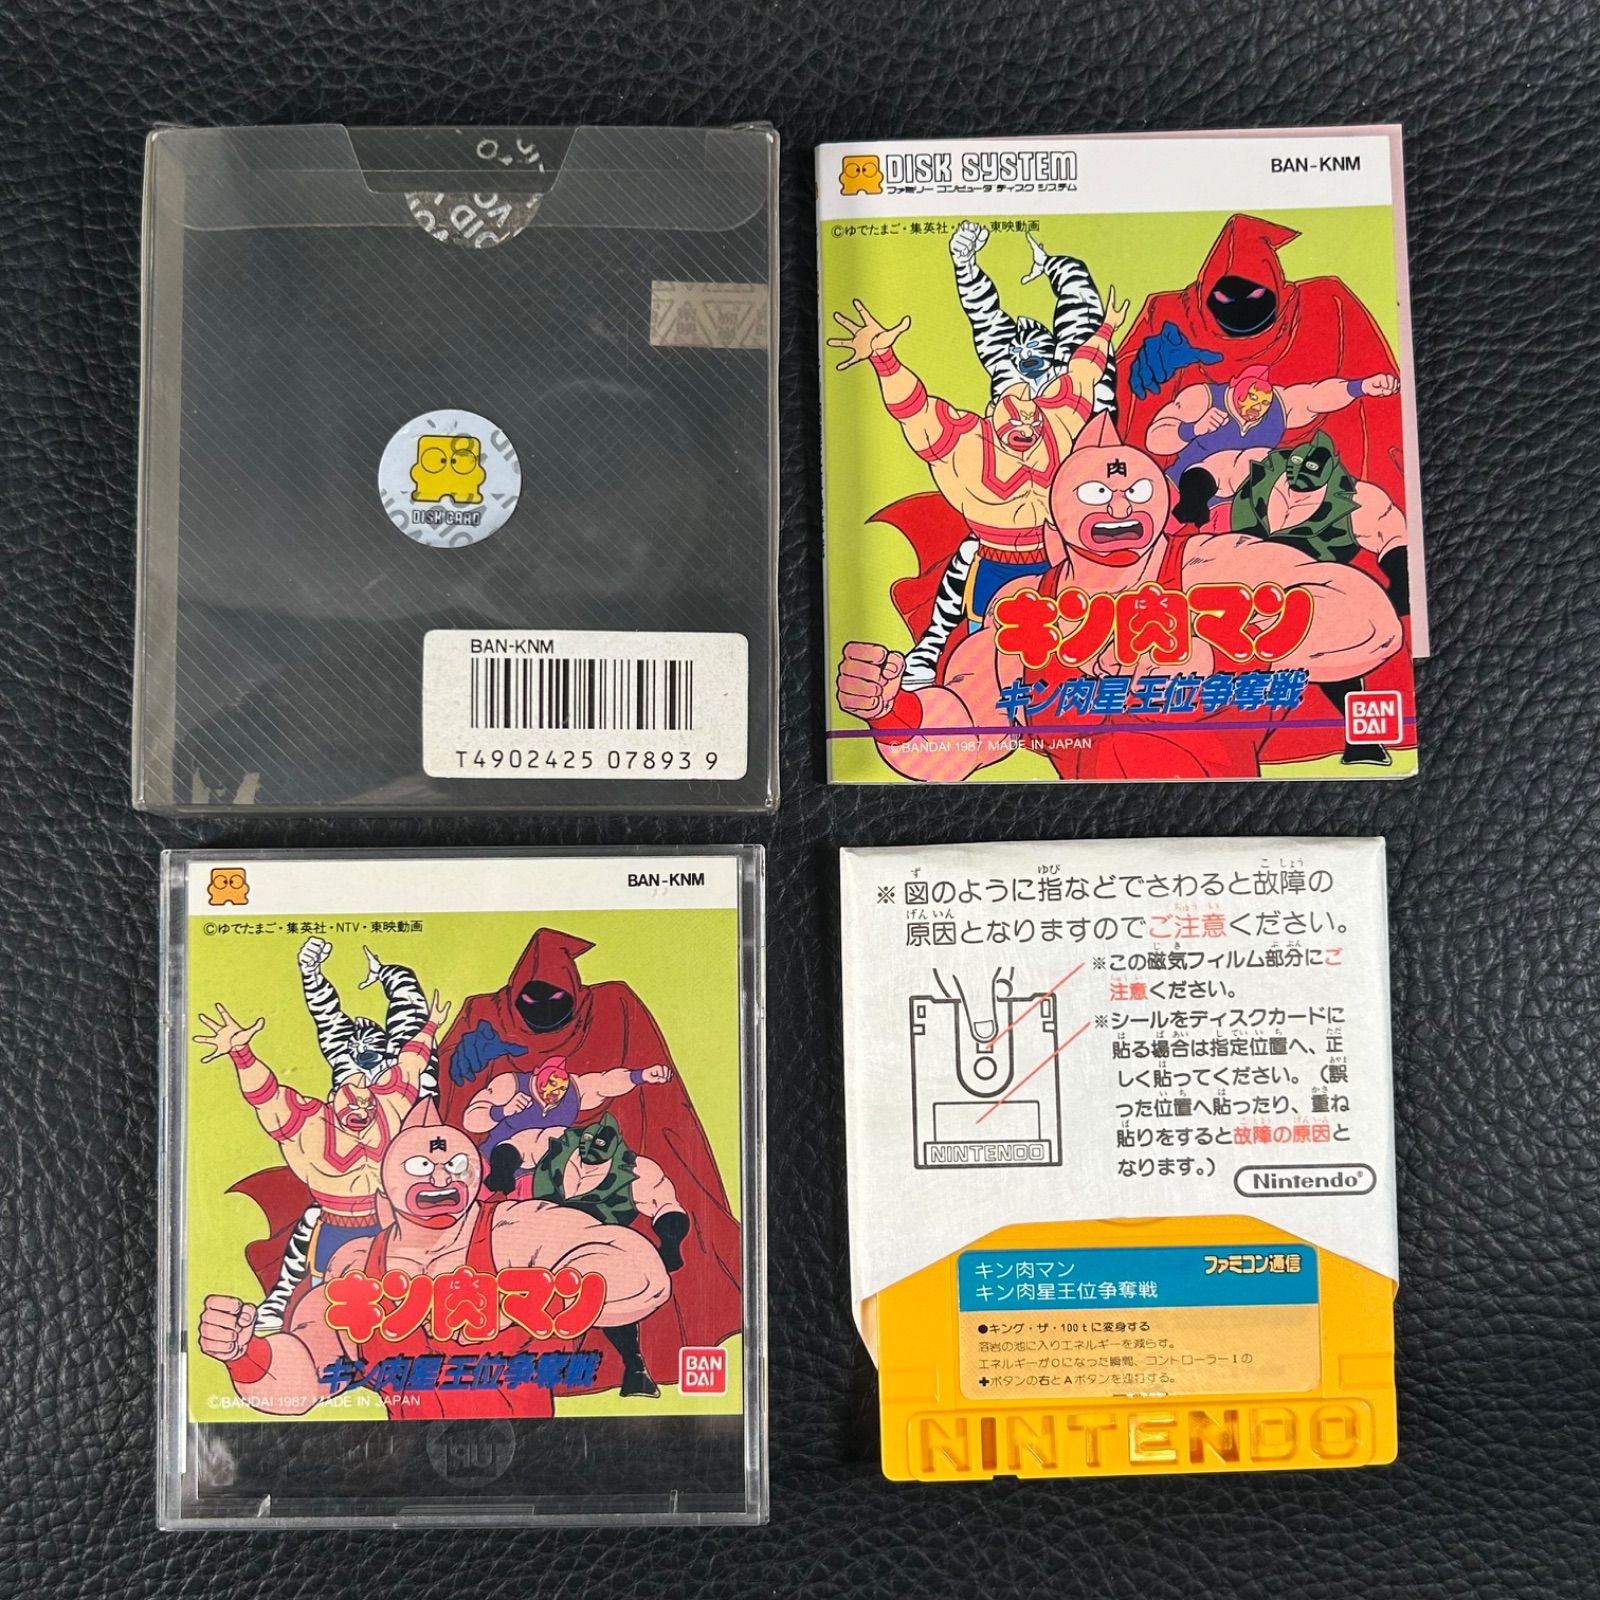 DISK CARD
BAN-KNM
T4902425 07893 9
DISK SYSTEM
ファミリー コンピュータ ディスク システム
BAN-KNM
©ゆでたまご・集英社・NTV・東映動画
肉
キン肉マン
にく
キン肉星王位争奪戦
BAN
DAI
©BANDAI 1987 MADE IN JAPAN
BAN-KNM
©ゆでたまご・集英社・NTV・東映動画
肉
キン肉マン
にく
キン肉星王位争奪戦
BAN
DAI
©BANDAI 1987 MADE IN JAPAN
※図のように指などでさわると故障の
原因となりますのでご注意ください。
※この磁気フィルム部分にご
注意ください。
※シールをディスクカードに
貼る場合は指定位置へ、正
しく貼ってください。(誤
った位置へ貼ったり、重ね
貼りをすると故障の原因と
なります。)
NINTENDO
Nintendo®
キン肉マン
ファミコン通信
キン肉星王位争奪戦
●キング・ザ・100tに変身する
溶岩の池に入りエネルギーを減らす。
エネルギーが0になった瞬間、コントローラー1の
✚ボタンの右とAボタンを連打する。
NINTENDO